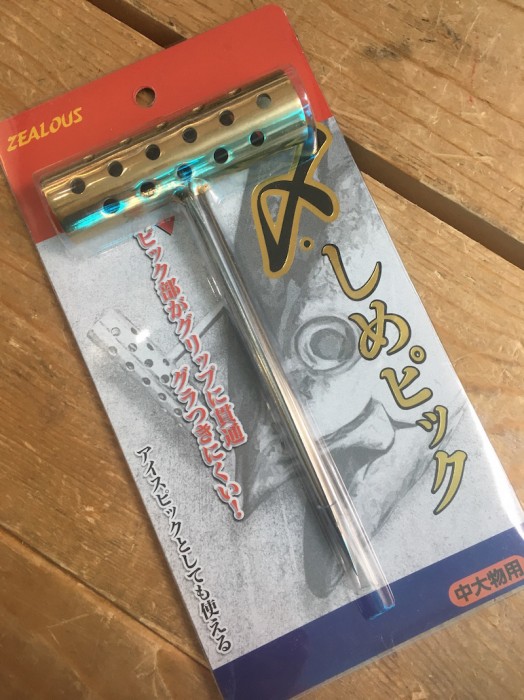 ZEALOUS
〆
しめピック
▼
ピック部がグリップに貫通
グラつきにくい!
アイスピックとしても使える
中大物用